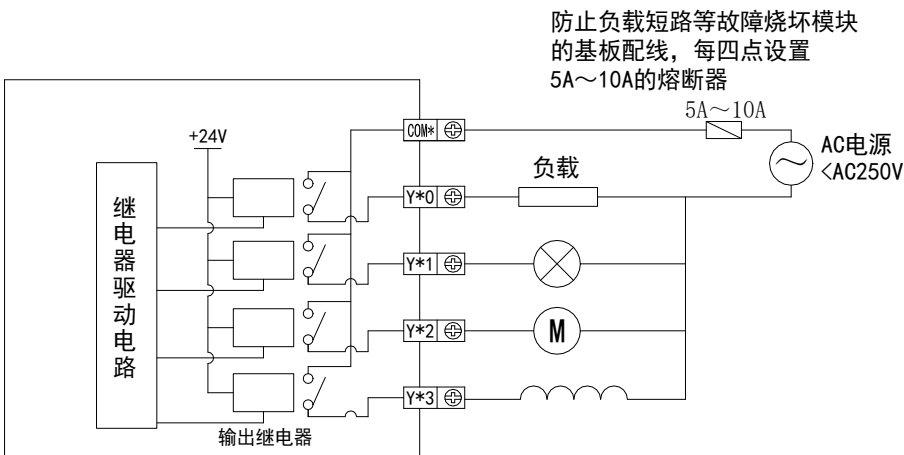 防止负载短路等故障烧坏模块
的基板配线，每四点设置
5A～10A的熔断器
5A～10A
COM*
+24V
AC电源
<AC250V
负载
Y*0
继电器驱动电路
Y*1
Y*2
M
Y*3
输出继电器